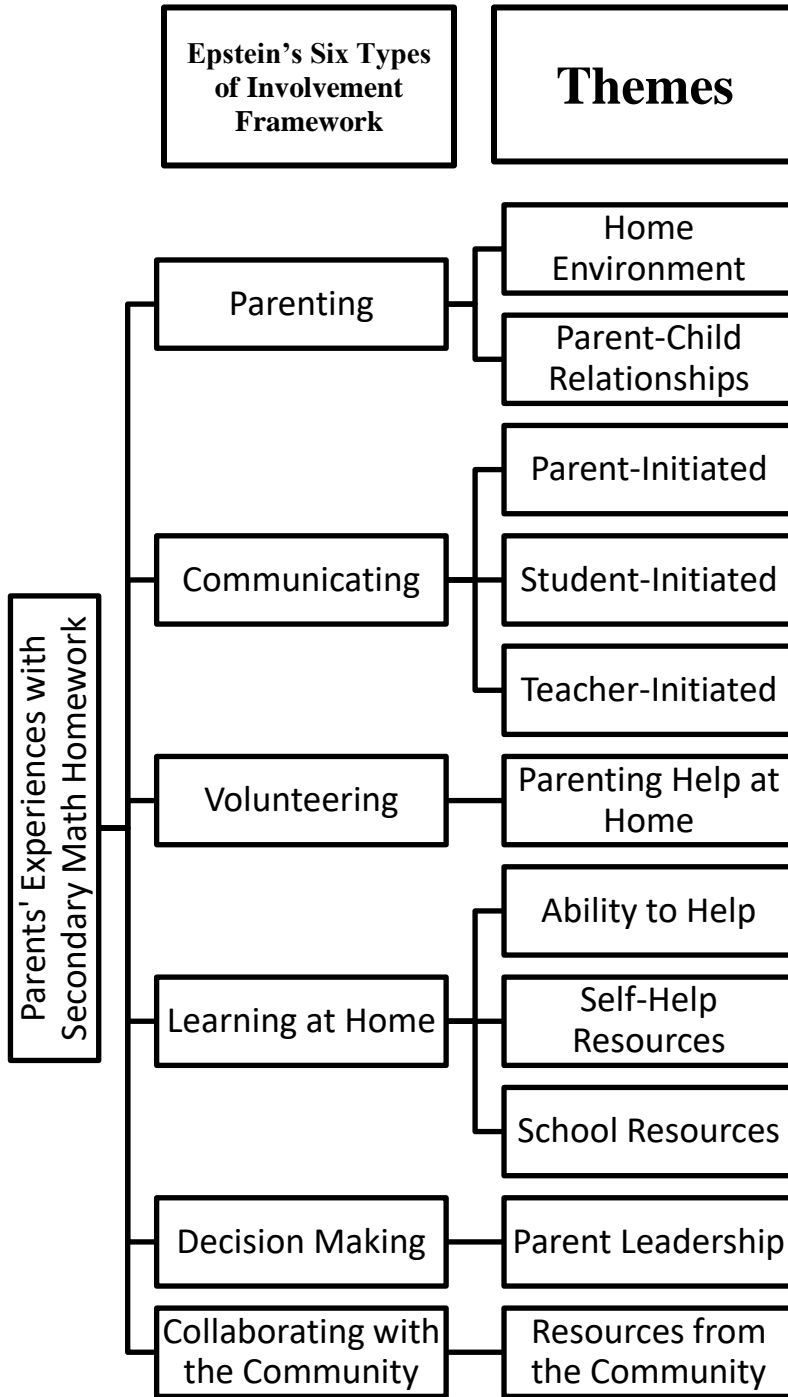 Epstein’s Six Types
of Involvement
Framework
Themes
Parents' Experiences with
Secondary Math Homework
Parenting
Home
Environment
Parent-Child
Relationships
Communicating
Parent-Initiated
Student-Initiated
Teacher-Initiated
Volunteering
Parenting Help at
Home
Learning at Home
Ability to Help
Self-Help
Resources
School Resources
Decision Making
Parent Leadership
Collaborating with
the Community
Resources from
the Community